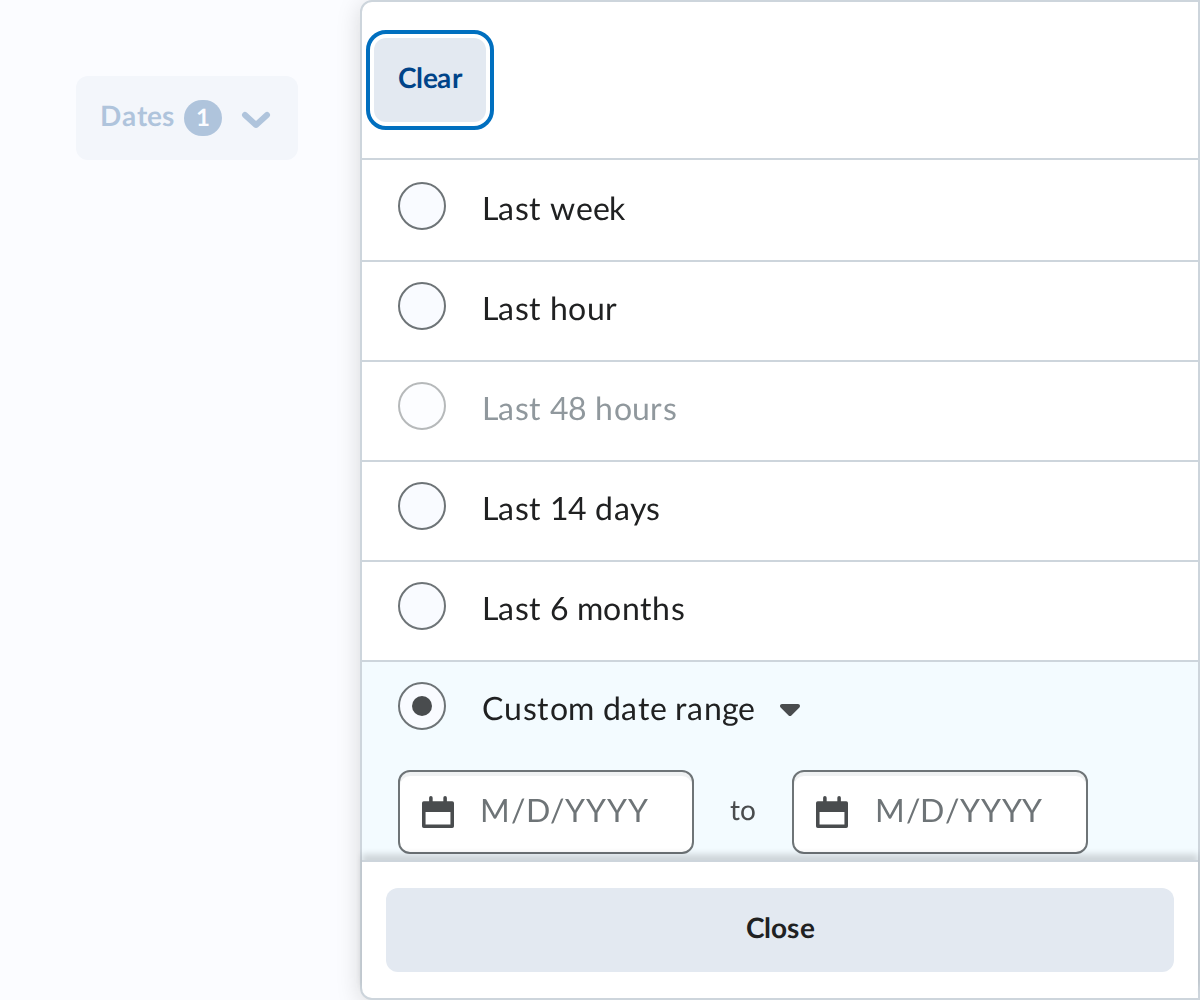 Clear
Dates 1
Last week
Last hour
Last 48 hours
Last 14 days
Last 6 months
Custom date range
M/D/YYYY to M/D/YYYY
Close